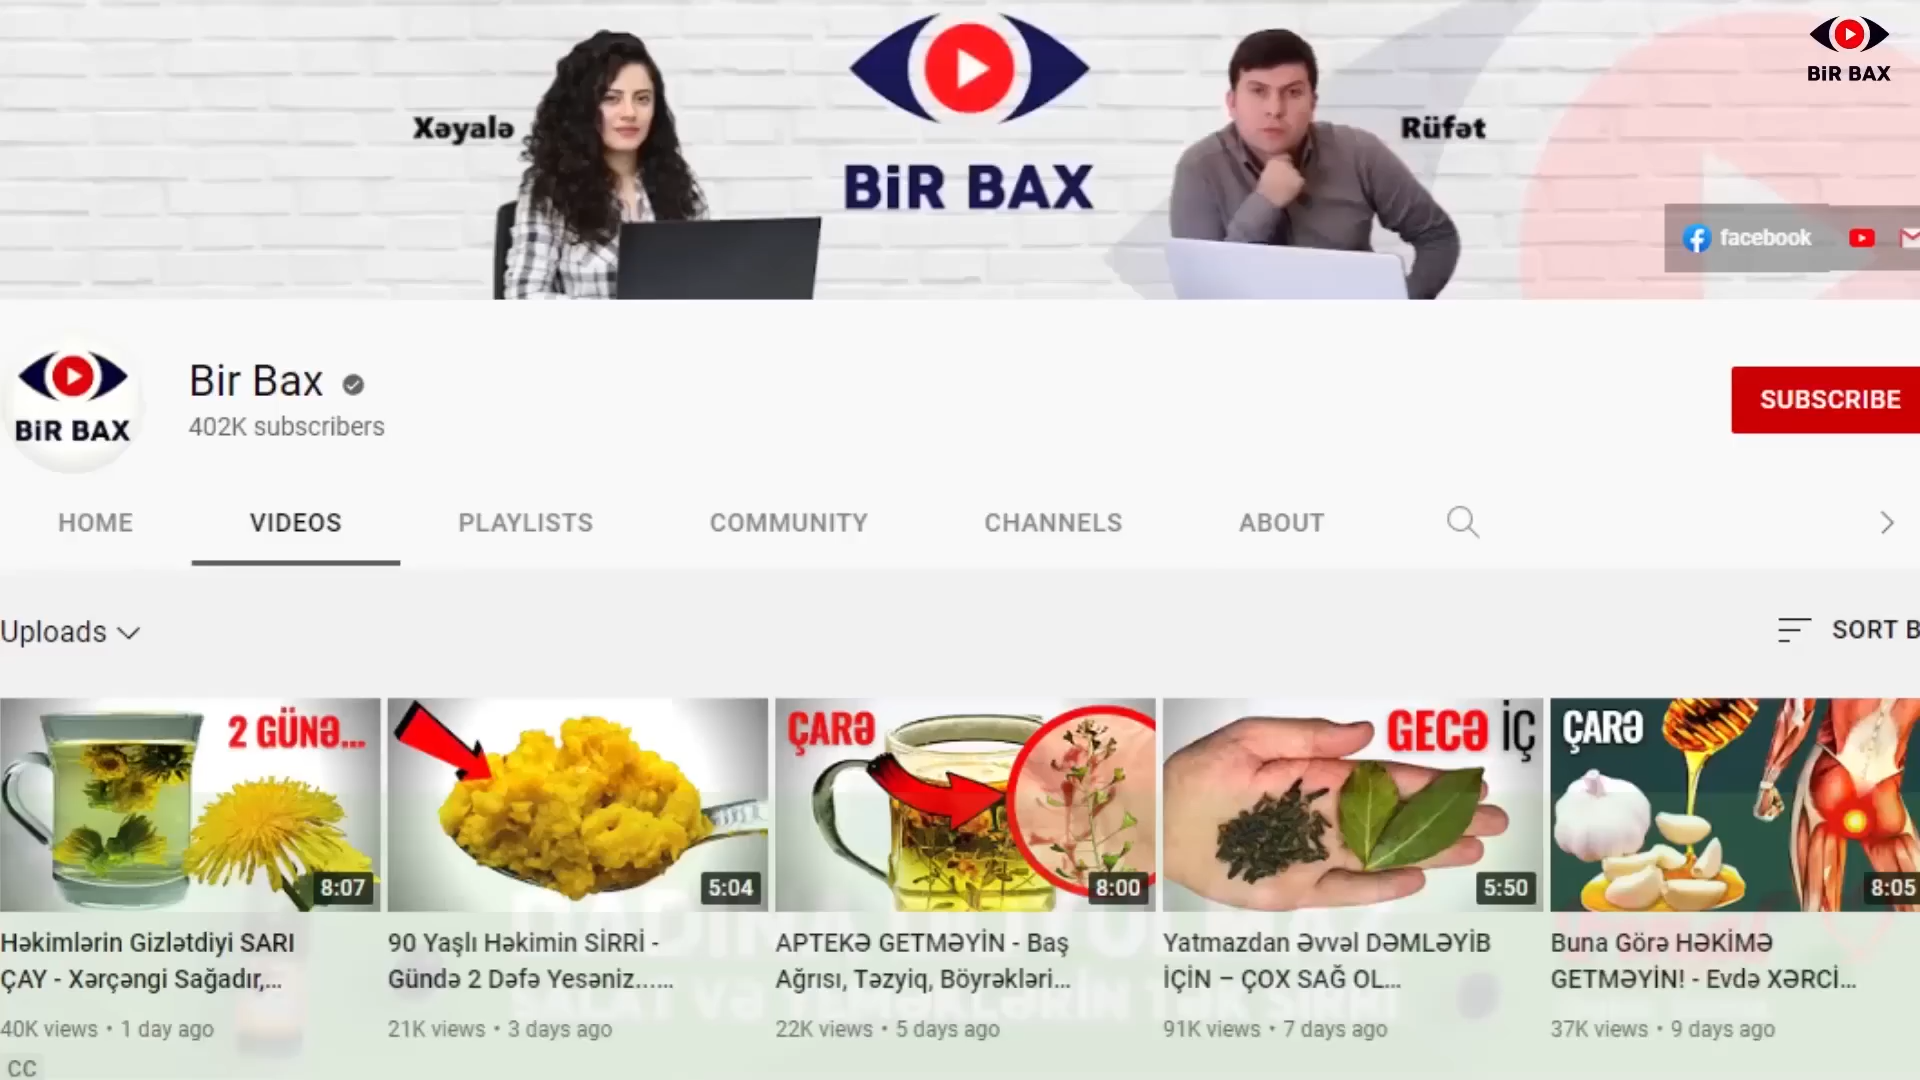 BiR BAX
Xəyalə
Rüfət
BiR BAX
facebook
BiR BAX
Bir Bax
402K subscribers
SUBSCRIBE
HOME
VIDEOS
PLAYLISTS
COMMUNITY
CHANNELS
ABOUT
Uploads
SORT B
2 GÜNƏ...
8:07
5:04
ÇARƏ
8:00
GECƏ İÇ
5:50
ÇARƏ
8:05
Həkimlərin Gizlətdiyi SARI
ÇAY - Xərçəngi Sağadır,...
40K views • 1 day ago
CC
90 Yaşlı Həkimin SİRRİ -
Gündə 2 Dəfə Yesəniz......
21K views • 3 days ago
APTEKƏ GETMƏYİN - Baş
Ağrısı, Təzyiq, Böyrəkləri...
22K views • 5 days ago
Yatmazdan Əvvəl DƏMLƏYİB
İÇİN – ÇOX SAĞ OL...
91K views • 7 days ago
Buna Görə HƏKİMƏ
GETMƏYİN! - Evdə XƏRCİ...
37K views • 9 days ago